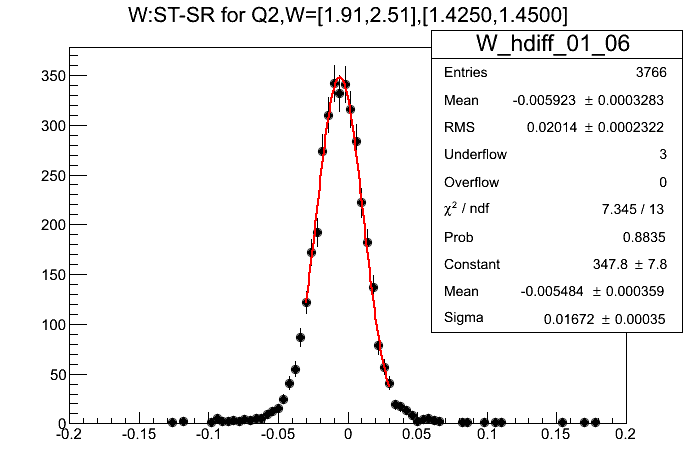 W:ST-SR for Q2,W=[1.91,2.51],[1.4250,1.4500]
W_hdiff_01_06
Entries 3766
Mean -0.005923 ± 0.0003283
RMS 0.02014 ± 0.0002322
Underflow 3
Overflow 0
χ² / ndf 7.345 / 13
Prob 0.8835
Constant 347.8 ± 7.8
Mean -0.005484 ± 0.000359
Sigma 0.01672 ± 0.00035
350
300
250
200
150
100
50
0
-0.2 -0.15 -0.1 -0.05 0 0.05 0.1 0.15 0.2